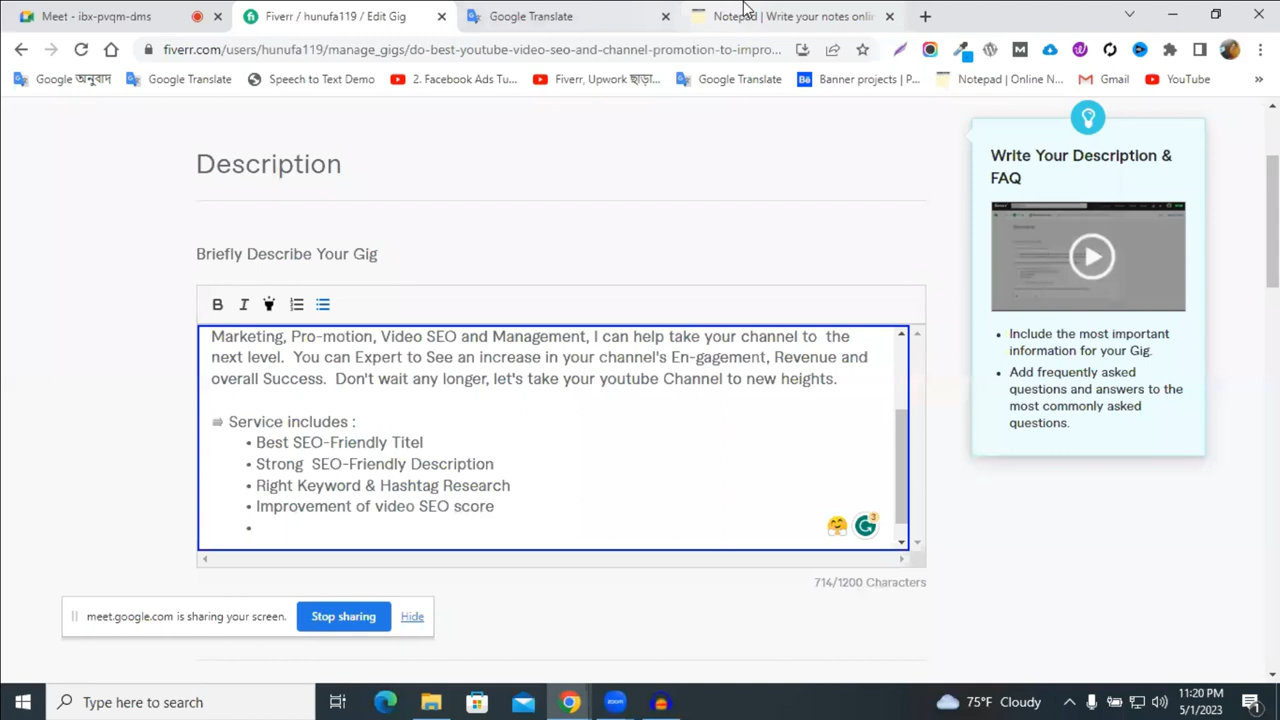 Meet - ibx-pvqm-dms
Fiverr / hunufa119 / Edit Gig
Google Translate
Notepad | Write your notes onlin
fiverr.com/users/hunufa119/manage_gigs/do-best-youtube-video-seo-and-channel-promotion-to-impro...
Google অনুবাদ
Google Translate
Speech to Text Demo
2. Facebook Ads Tu...
Fiverr, Upwork ছাড়া...
Google Translate
Banner projects | P...
Notepad | Online N...
Gmail
YouTube
»
Description
Write Your Description &
FAQ
Briefly Describe Your Gig
B I
Marketing, Pro-motion, Video SEO and Management, I can help take your channel to the
next level. You can Expert to See an increase in your channel's En-gagement, Revenue and
overall Success. Don't wait any longer, let's take your youtube Channel to new heights.
Service includes :
• Best SEO-Friendly Titel
• Strong SEO-Friendly Description
• Right Keyword & Hashtag Research
• Improvement of video SEO score
•
3
714/1200 Characters
• Include the most important
information for your Gig.
• Add frequently asked
questions and answers to the
most commonly asked
questions.
meet.google.com is sharing your screen.
Stop sharing
Hide
Type here to search
zoom
75°F Cloudy
11:20 PM
5/1/2023
1